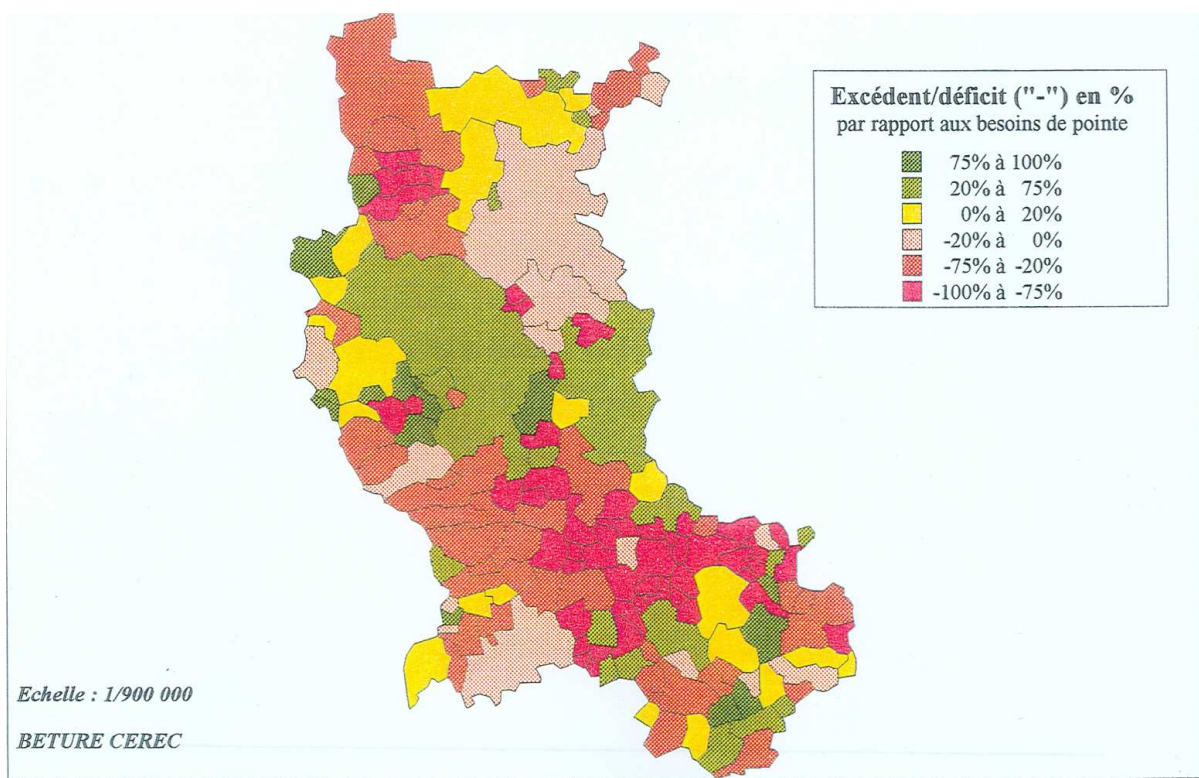 Excédent/déficit ("-") en %
par rapport aux besoins de pointe
75% à 100%
20% à 75%
0% à 20%
-20% à 0%
-75% à -20%
-100% à -75%
Echelle : 1/900 000
BETURE CEREC